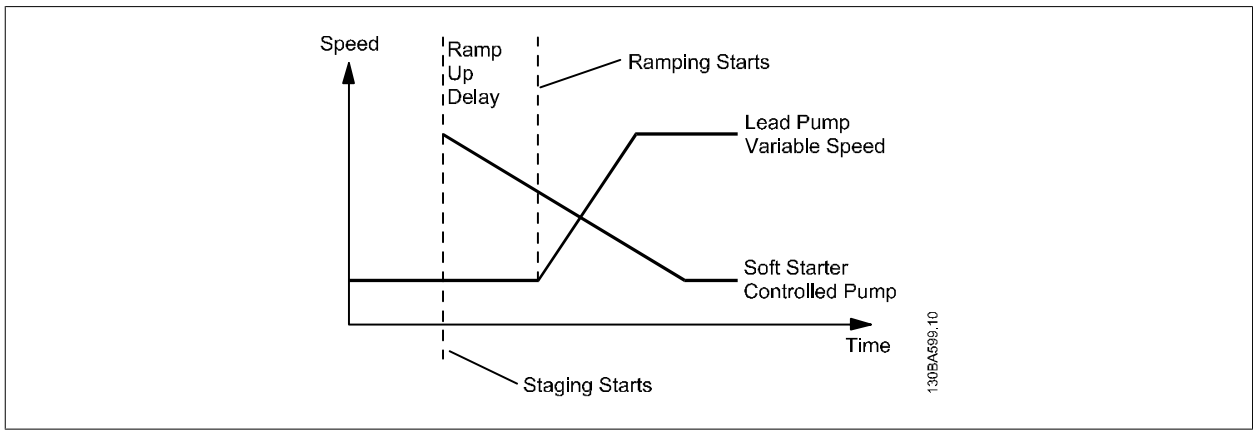 Speed
Ramp
Up
Delay
Ramping Starts
Lead Pump
Variable Speed
Soft Starter
Controlled Pump
Time
Staging Starts
130BA599.10